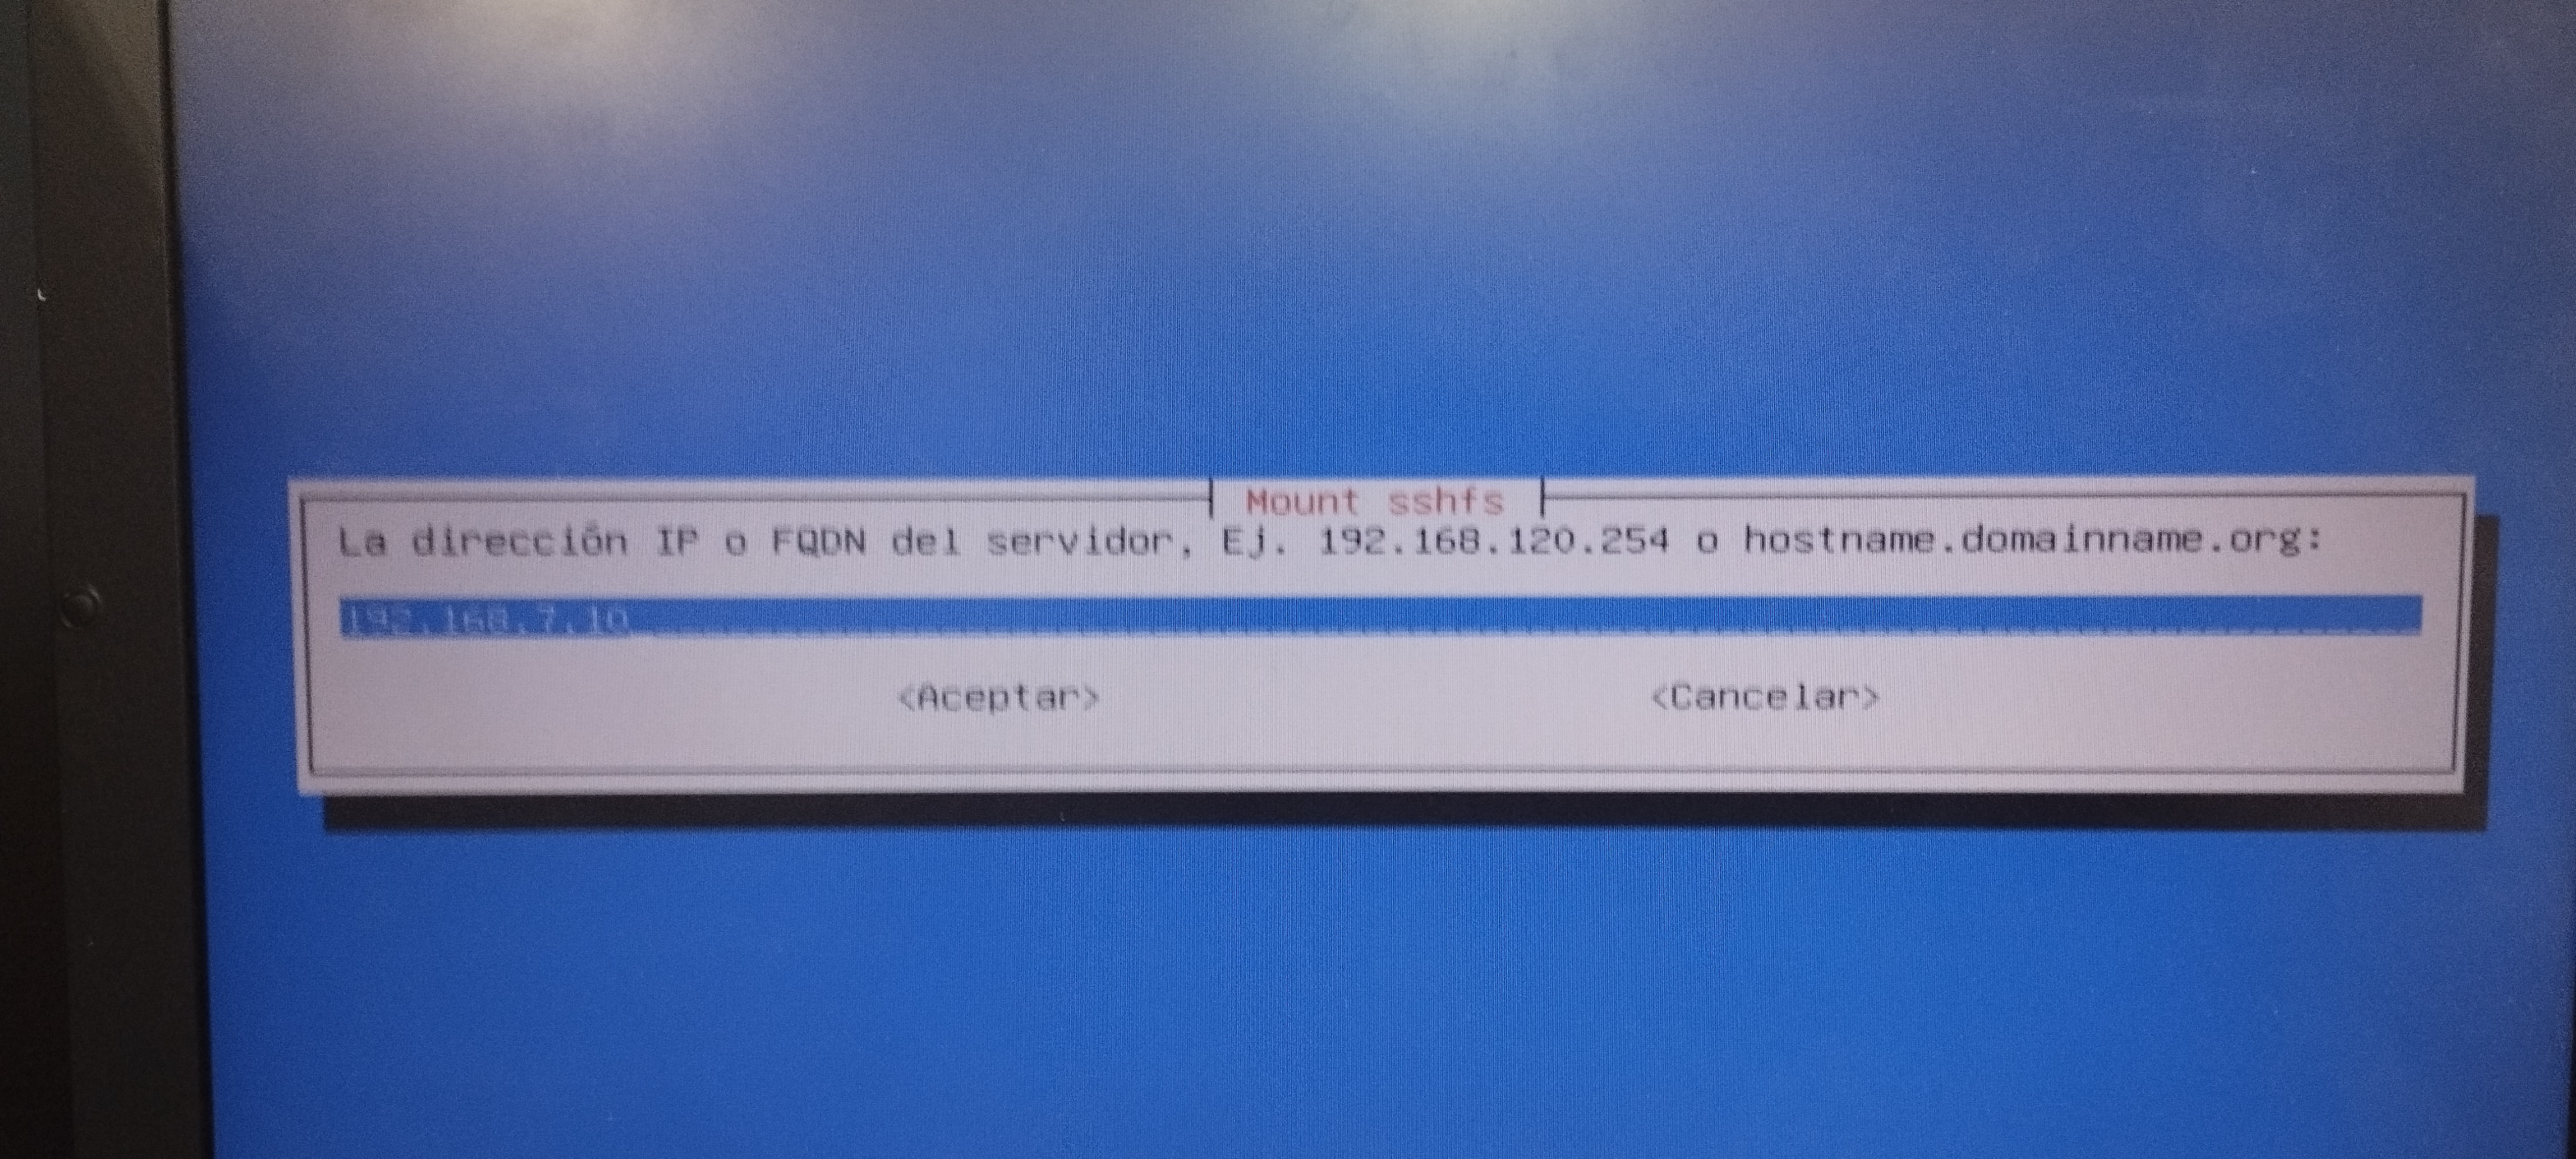 Mount sshfs
La dirección IP o FQDN del servidor, Ej. 192.168.120.254 o hostname.domainname.org:
192.168.7.10
<Aceptar> <Cancelar>